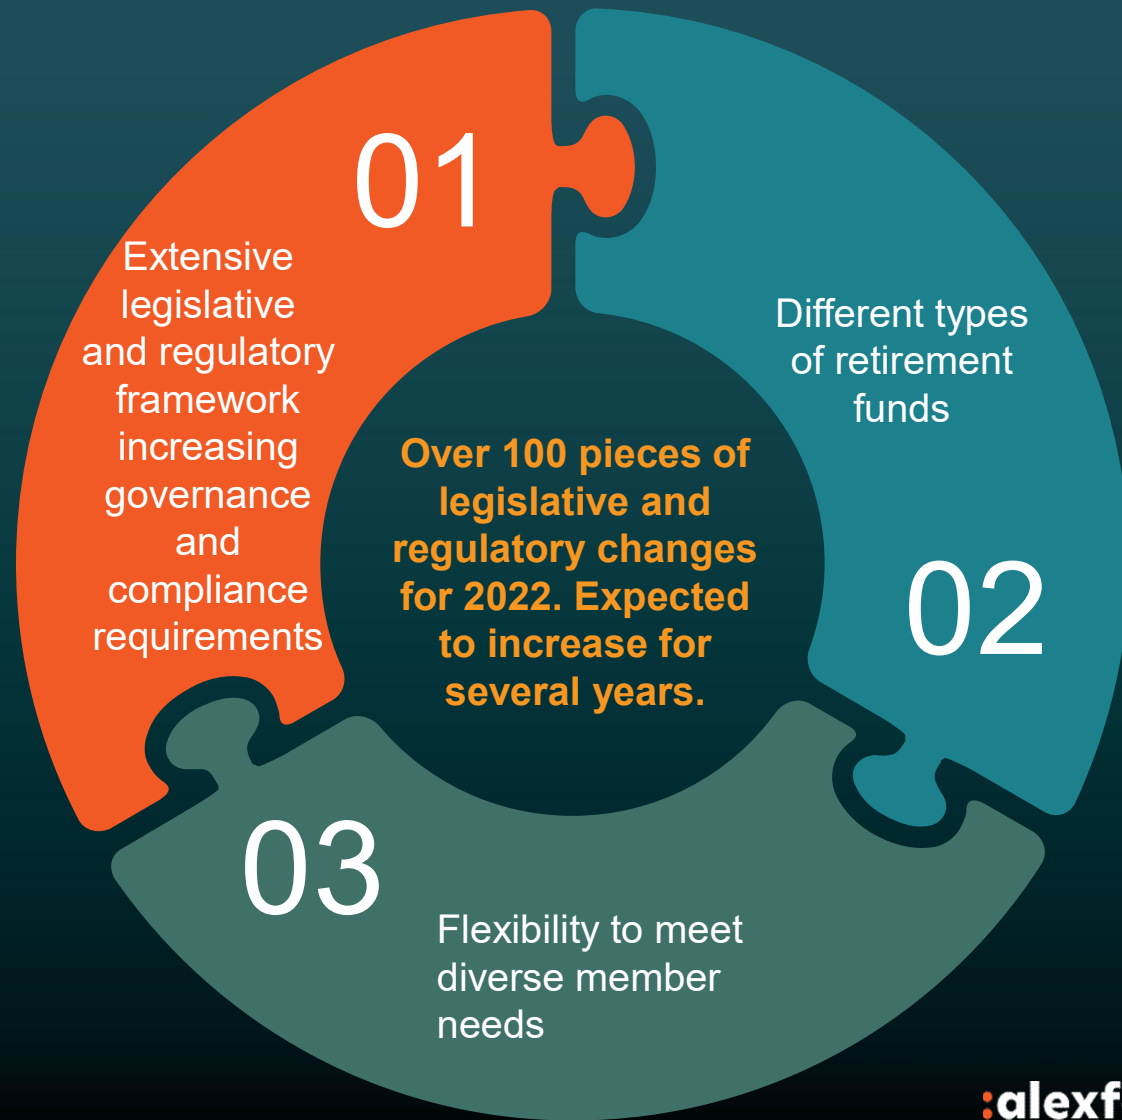 01
Extensive
legislative
and regulatory
framework
increasing
governance
and
compliance
requirements
Different types
of retirement
funds
02
Over 100 pieces of
legislative and
regulatory changes
for 2022. Expected
to increase for
several years.
03
Flexibility to meet
diverse member
needs
:alexf